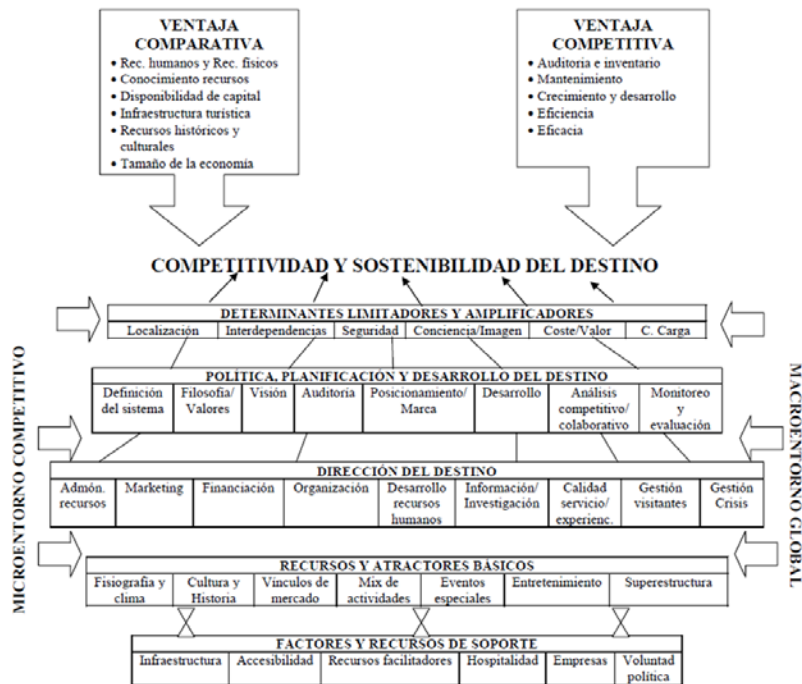 VENTAJA
COMPARATIVA
• Rec. humanos y Rec. físicos
• Conocimiento recursos
• Disponibilidad de capital
• Infraestructura turística
• Recursos históricos y
culturales
• Tamaño de la economía
VENTAJA
COMPETITIVA
• Auditoria e inventario
• Mantenimiento
• Crecimiento y desarrollo
• Eficiencia
• Eficacia
COMPETITIVIDAD Y SOSTENIBILIDAD DEL DESTINO
MICROENTORNO COMPETITIVO
MACROENTORNO GLOBAL
DETERMINANTES LIMITADORES Y AMPLIFICADORES
Localización Interdependencias Seguridad Conciencia/Imagen Coste/Valor C. Carga
POLÍTICA, PLANIFICACIÓN Y DESARROLLO DEL DESTINO
Definición
del sistema
Filosofía/
Valores
Visión
Auditoría
Posicionamiento/
Marca
Desarrollo
Análisis
competitivo/
colaborativo
Monitoreo
y
evaluación
DIRECCIÓN DEL DESTINO
Admón.
recursos
Marketing
Financiación
Organización
Desarrollo
recursos
humanos
Información/
Investigación
Calidad
servicio/
experienc.
Gestión
visitantes
Gestión
Crisis
RECURSOS Y ATRACTORES BÁSICOS
Fisiografía y
clima
Cultura y
Historia
Vínculos de
mercado
Mix de
actividades
Eventos
especiales
Entretenimiento
Superestructura
FACTORES Y RECURSOS DE SOPORTE
Infraestructura
Accesibilidad
Recursos facilitadores
Hospitalidad
Empresas
Voluntad
política